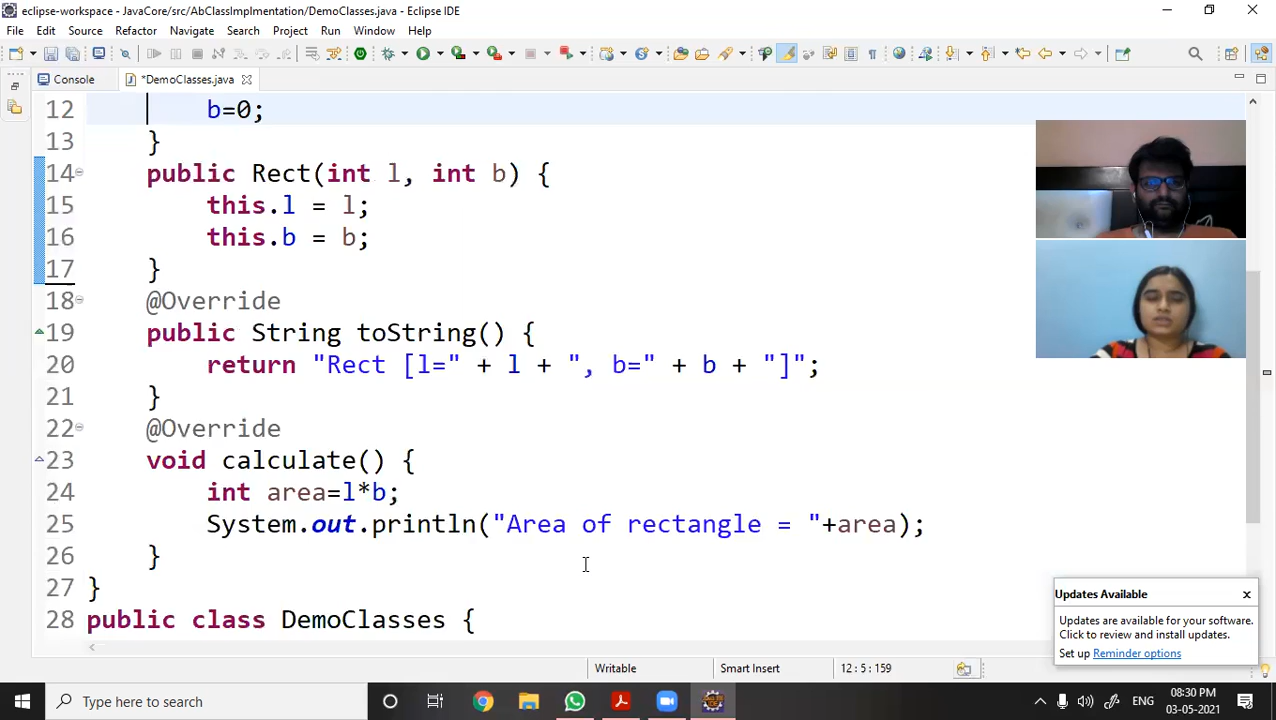 eclipse-workspace - JavaCore/src/AbClassImplmentation/DemoClasses.java - Eclipse IDE
File Edit Source Refactor Navigate Search Project Run Window Help
Console *DemoClasses.java
12 b=0;
13 }
14 public Rect(int l, int b) {
15 this.l = l;
16 this.b = b;
17 }
18 @Override
19 public String toString() {
20 return "Rect [l=" + l + ", b=" + b + "]";
21 }
22 @Override
23 void calculate() {
24 int area=l*b;
25 System.out.println("Area of rectangle = "+area);
26 }
27 }
28 public class DemoClasses {
Updates Available
Updates are available for your software.
Click to review and install updates.
Set up Reminder options
Writable Smart Insert 12 : 5 : 159
Type here to search
ENG
08:30 PM
03-05-2021